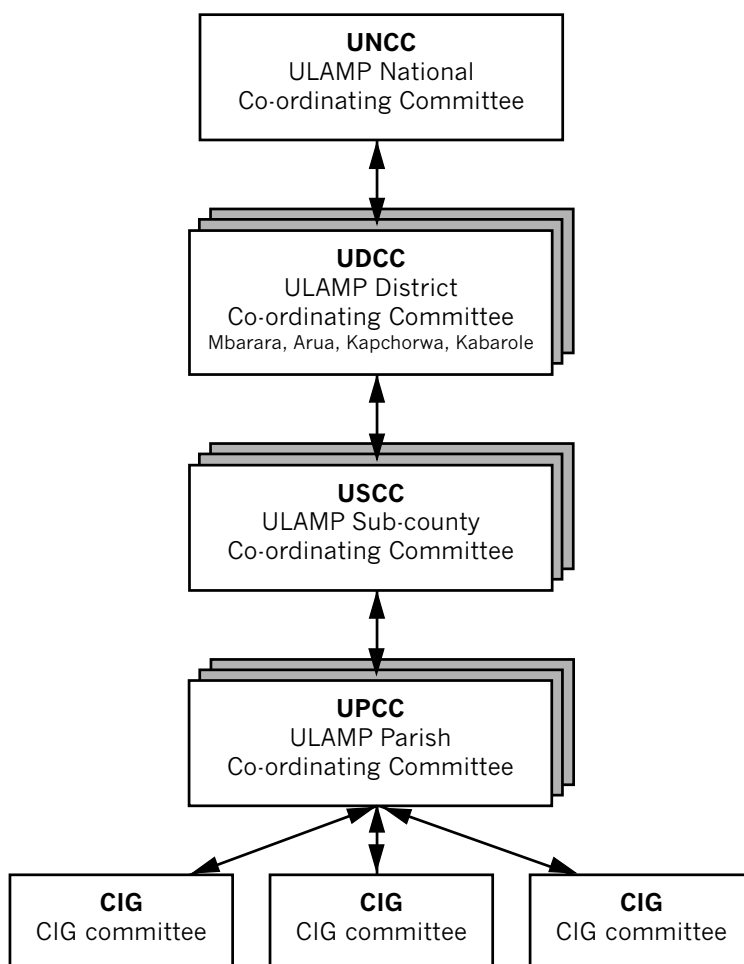 UNCC
ULAMP National
Co-ordinating Committee
UDCC
ULAMP District
Co-ordinating Committee
Mbarara, Arua, Kapchorwa, Kabarole
USCC
ULAMP Sub-county
Co-ordinating Committee
UPCC
ULAMP Parish
Co-ordinating Committee
CIG
CIG committee
CIG
CIG committee
CIG
CIG committee